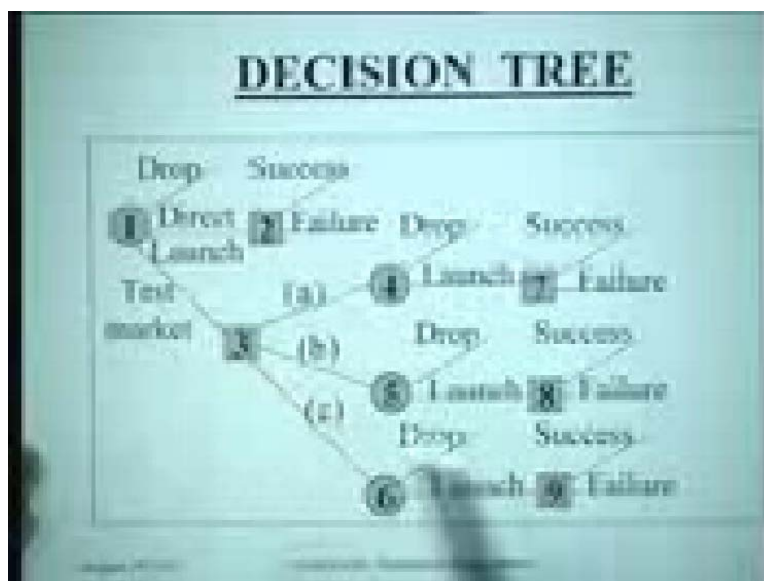 DECISION TREE
Drop Success
1 Direct 2 Failure Drop Success
Launch
Test (a) 4 Launch 7 Failure
market 3 (b) Drop Success
5 Launch 8 Failure
(c) Drop Success
6 Launch 9 Failure